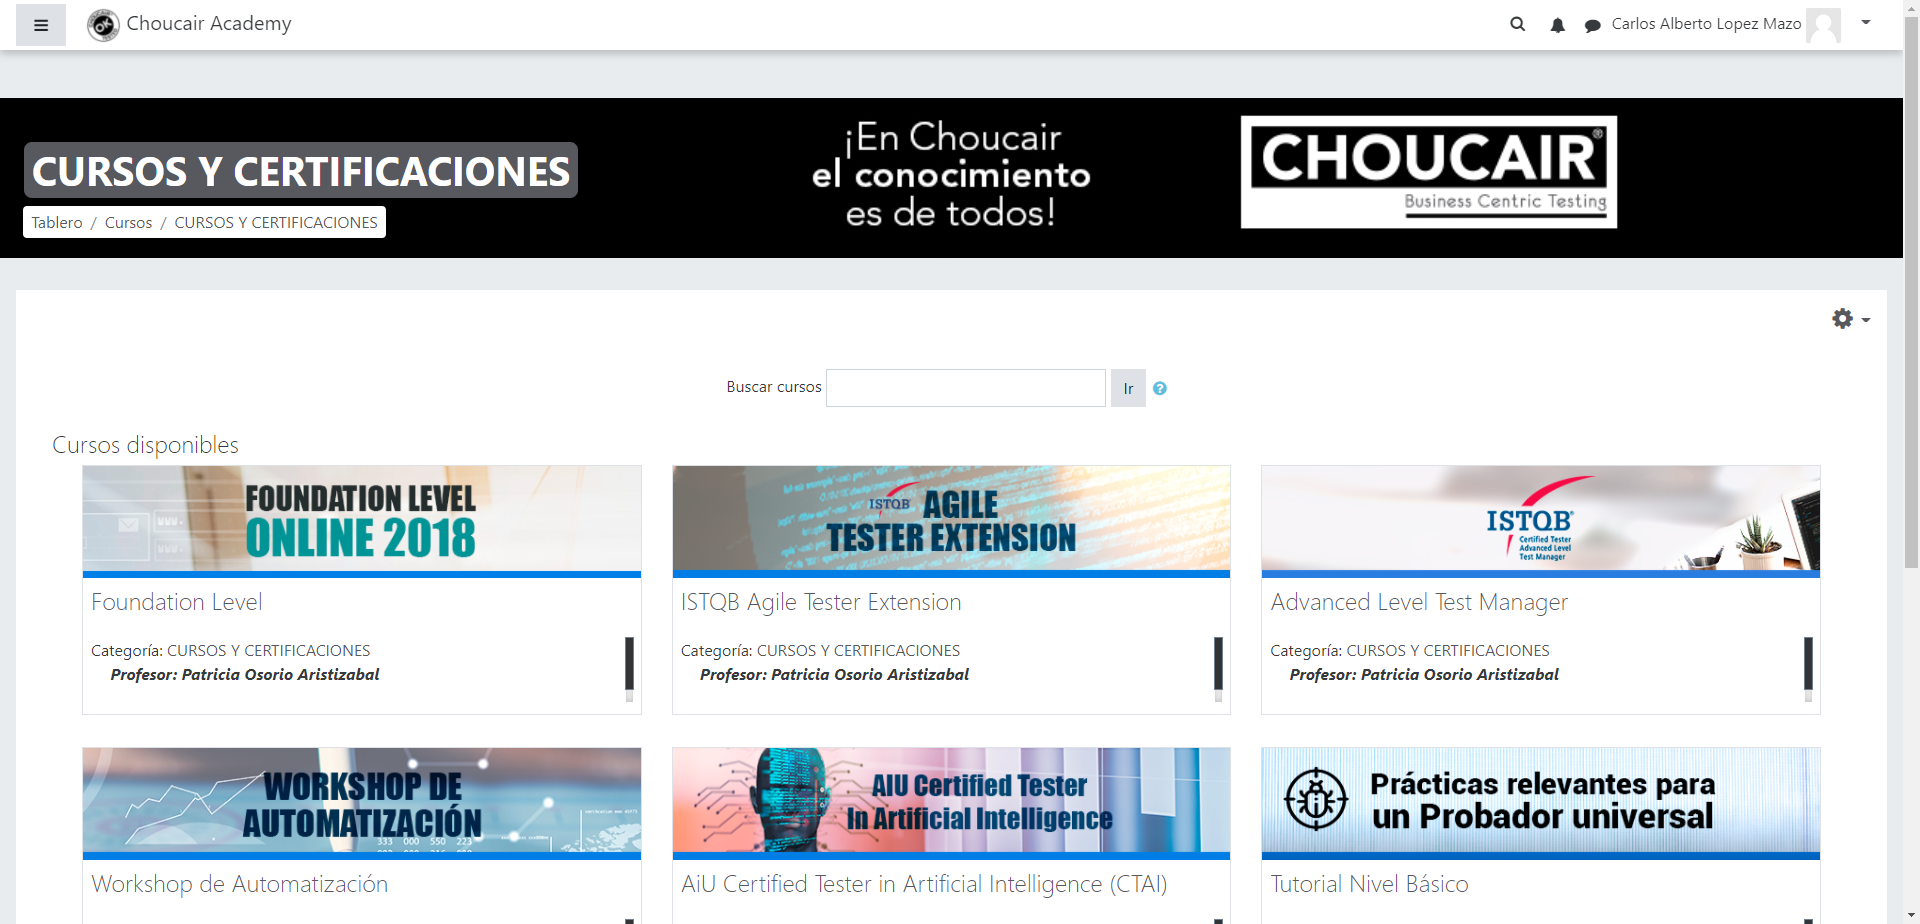 Choucair Academy
Carlos Alberto Lopez Mazo
CURSOS Y CERTIFICACIONES
Tablero / Cursos / CURSOS Y CERTIFICACIONES
¡En Choucair
el conocimiento
es de todos!
CHOUCAIR®
Business Centric Testing
Buscar cursos
Ir
Cursos disponibles
FOUNDATION LEVEL
ONLINE 2018
Foundation Level
Categoría: CURSOS Y CERTIFICACIONES
Profesor: Patricia Osorio Aristizabal
ISTQB AGILE
TESTER EXTENSION
ISTQB Agile Tester Extension
Categoría: CURSOS Y CERTIFICACIONES
Profesor: Patricia Osorio Aristizabal
ISTQB®
Certified Tester
Advanced Level
Test Manager
Advanced Level Test Manager
Categoría: CURSOS Y CERTIFICACIONES
Profesor: Patricia Osorio Aristizabal
WORKSHOP DE
AUTOMATIZACIÓN
333 000 550 223
Workshop de Automatización
AIU Certified Tester
In Artificial Intelligence
AiU Certified Tester in Artificial Intelligence (CTAI)
Prácticas relevantes para
un Probador universal
Tutorial Nivel Básico